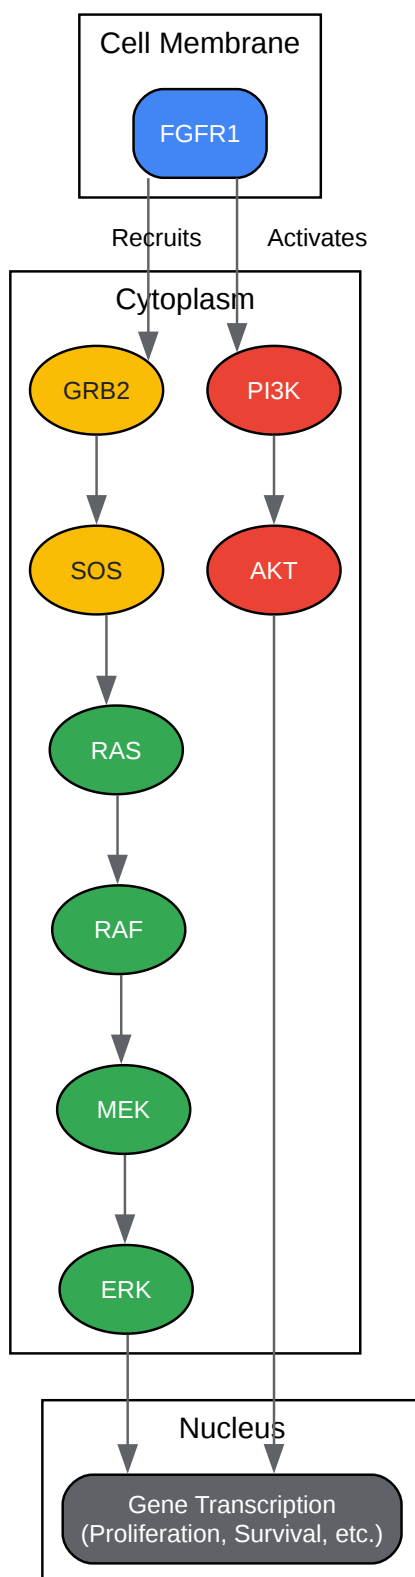 Cell Membrane
FGFR1
Recruits
Activates
Cytoplasm
GRB2
PI3K
SOS
AKT
RAS
RAF
MEK
ERK
Nucleus
Gene Transcription
(Proliferation, Survival, etc.)